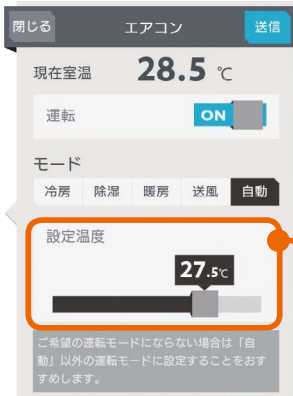 閉じる エアコン 送信
現在室温 28.5 ℃
運転 ON
モード
冷房 除湿 暖房 送風 自動
設定温度
27.5℃
ご希望の運転モードにならない場合は「自
動」以外の運転モードに設定することをおす
すめします。